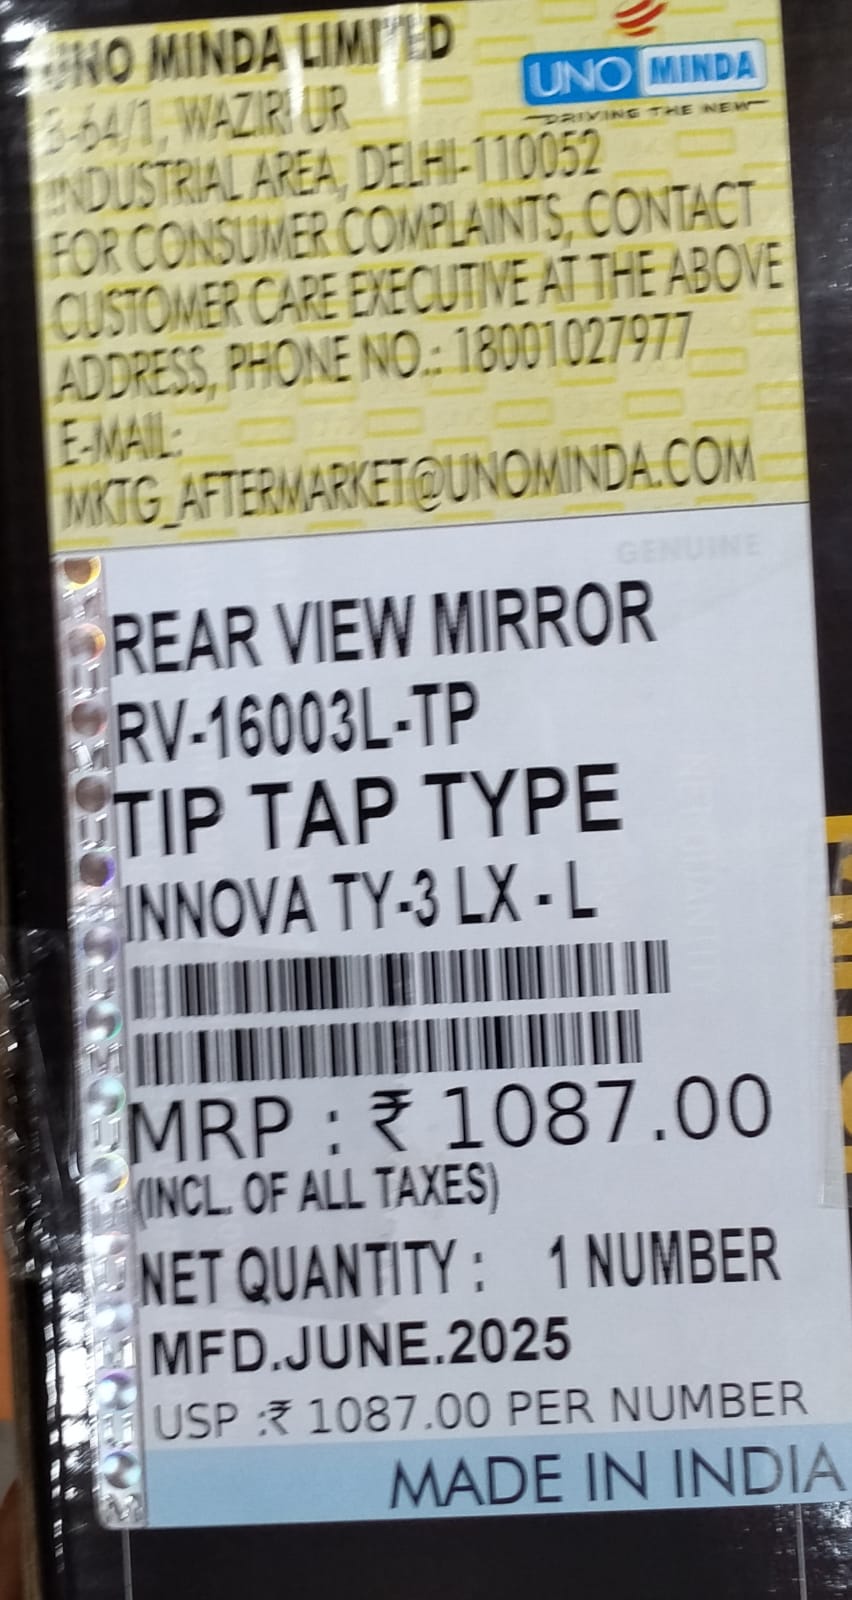 UNO MINDA LIMITED
UNO MINDA
DRIVING THE NEW
B-64/1, WAZIRPUR
INDUSTRIAL AREA, DELHI-110052
FOR CONSUMER COMPLAINTS, CONTACT
CUSTOMER CARE EXECUTIVE AT THE ABOVE
ADDRESS, PHONE NO.: 18001027977
E-MAIL:
MKTG_AFTERMARKET@UNOMINDA.COM
GENUINE
REAR VIEW MIRROR
RV-16003L-TP
TIP TAP TYPE
INNOVA TY-3 LX - L
MRP : ₹ 1087.00
(INCL. OF ALL TAXES)
NET QUANTITY : 1 NUMBER
MFD.JUNE.2025
USP :₹ 1087.00 PER NUMBER
MADE IN INDIA